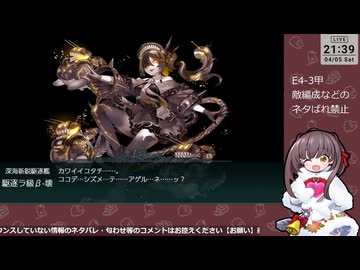 LIVE
21:39
04/05 Sat
E4-3甲
敵編成などの
ネタばれ禁止
深海新鋭駆逐艦
駆逐ラ級β-壊
カワイイコタチ……。
ココデ…シズメ…テ……アゲル…ネ……ッ?
ウンスしていない情報のネタバレ・匂わせ等のコメントはお控えください【お願い】